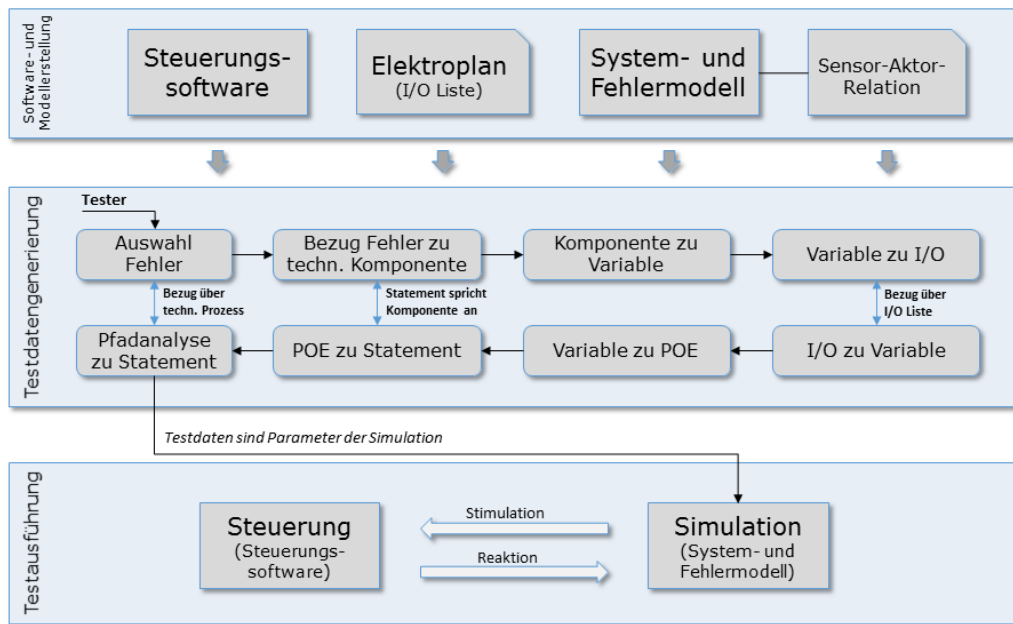 Software- und
Modellerstellung
Steuerungs-
software
Elektroplan
(I/O Liste)
System- und
Fehlermodell
Sensor-Aktor-
Relation
Testdatengenerierung
Tester
Auswahl
Fehler
Bezug Fehler zu
techn. Komponente
Komponente zu
Variable
Variable zu I/O
Bezug über
techn. Prozess
Statement spricht
Komponente an
Bezug über
I/O Liste
Pfadanalyse
zu Statement
POE zu Statement
Variable zu POE
I/O zu Variable
Testdaten sind Parameter der Simulation
Testausführung
Steuerung
(Steuerungs-
software)
Stimulation
Reaktion
Simulation
(System- und
Fehlermodell)